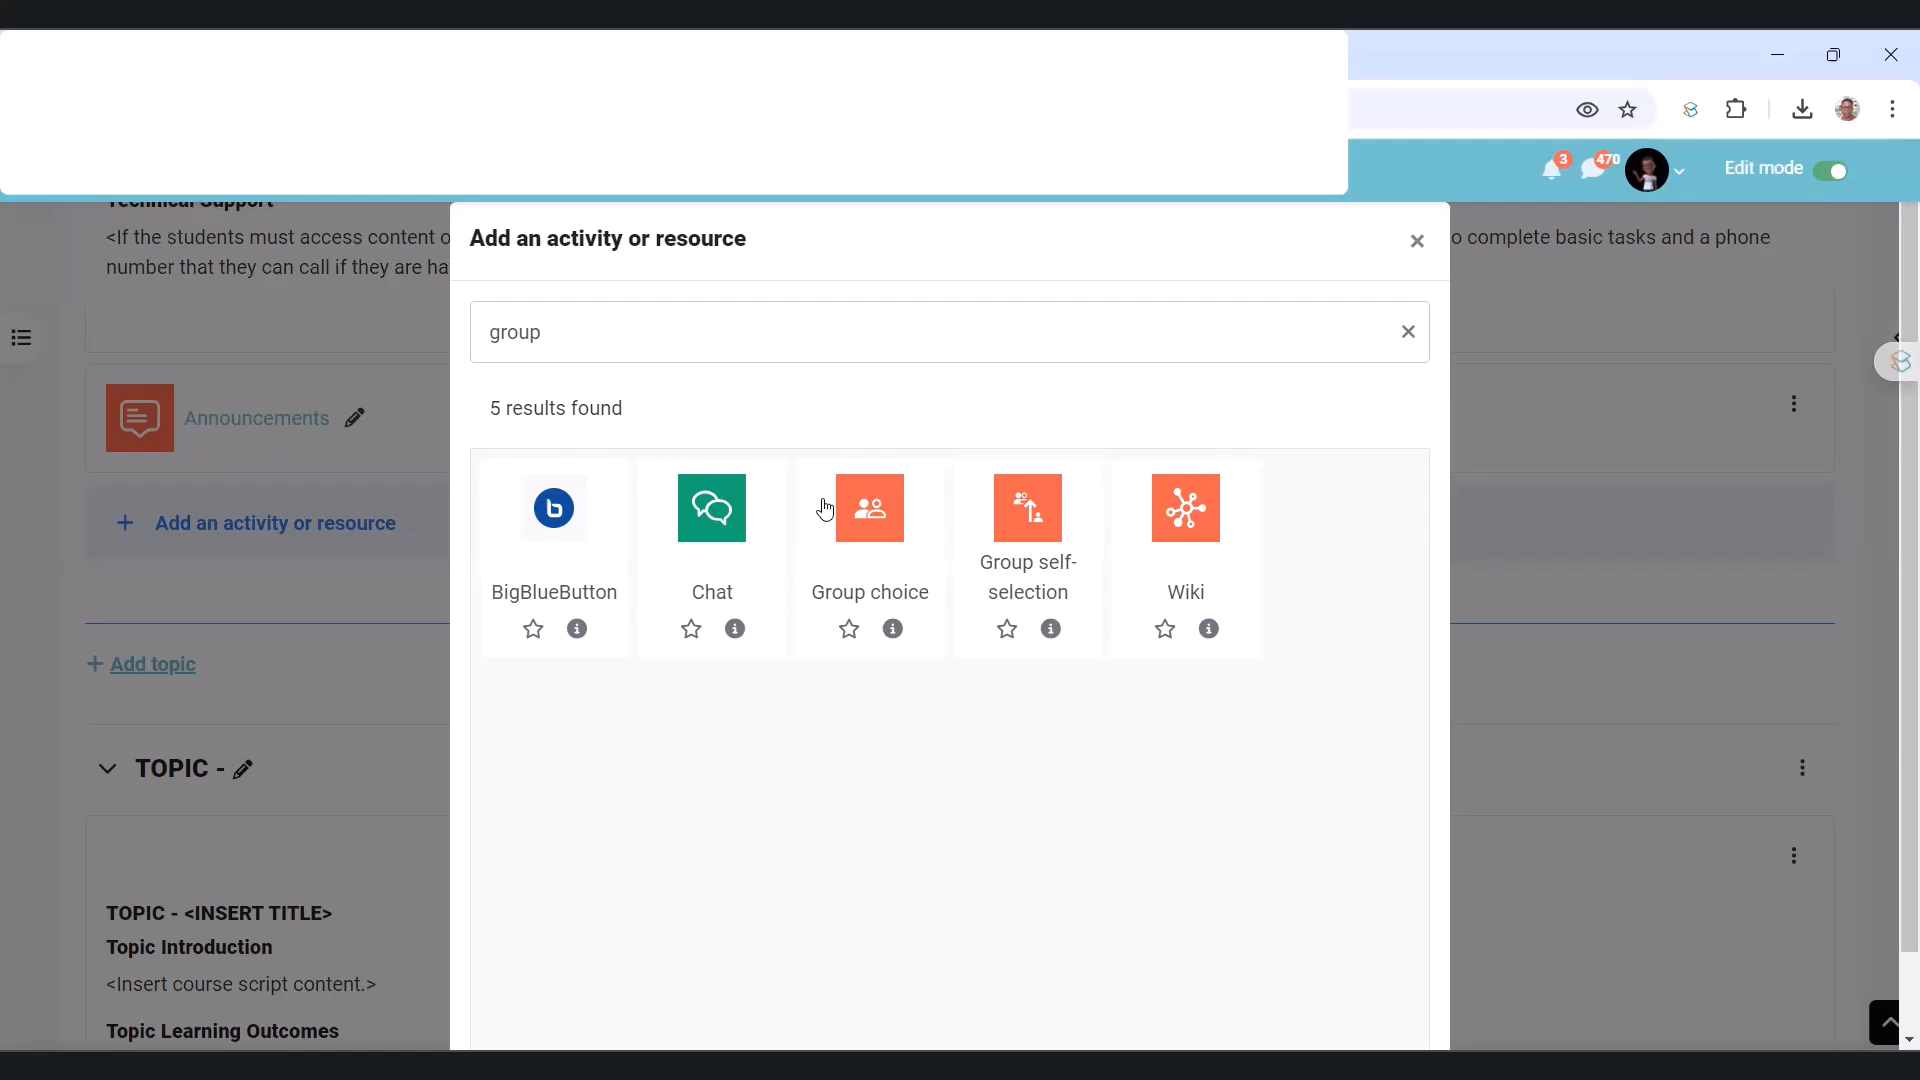 3
470
Edit mode
Technical Support
<If the students must access content o
o complete basic tasks and a phone
number that they can call if they are ha
Add an activity or resource
×
group
×
5 results found
Announcements
+ Add an activity or resource
BigBlueButton
Chat
Group choice
Group self-
selection
Wiki
+ Add topic
TOPIC -
TOPIC - <INSERT TITLE>
Topic Introduction
<Insert course script content.>
Topic Learning Outcomes